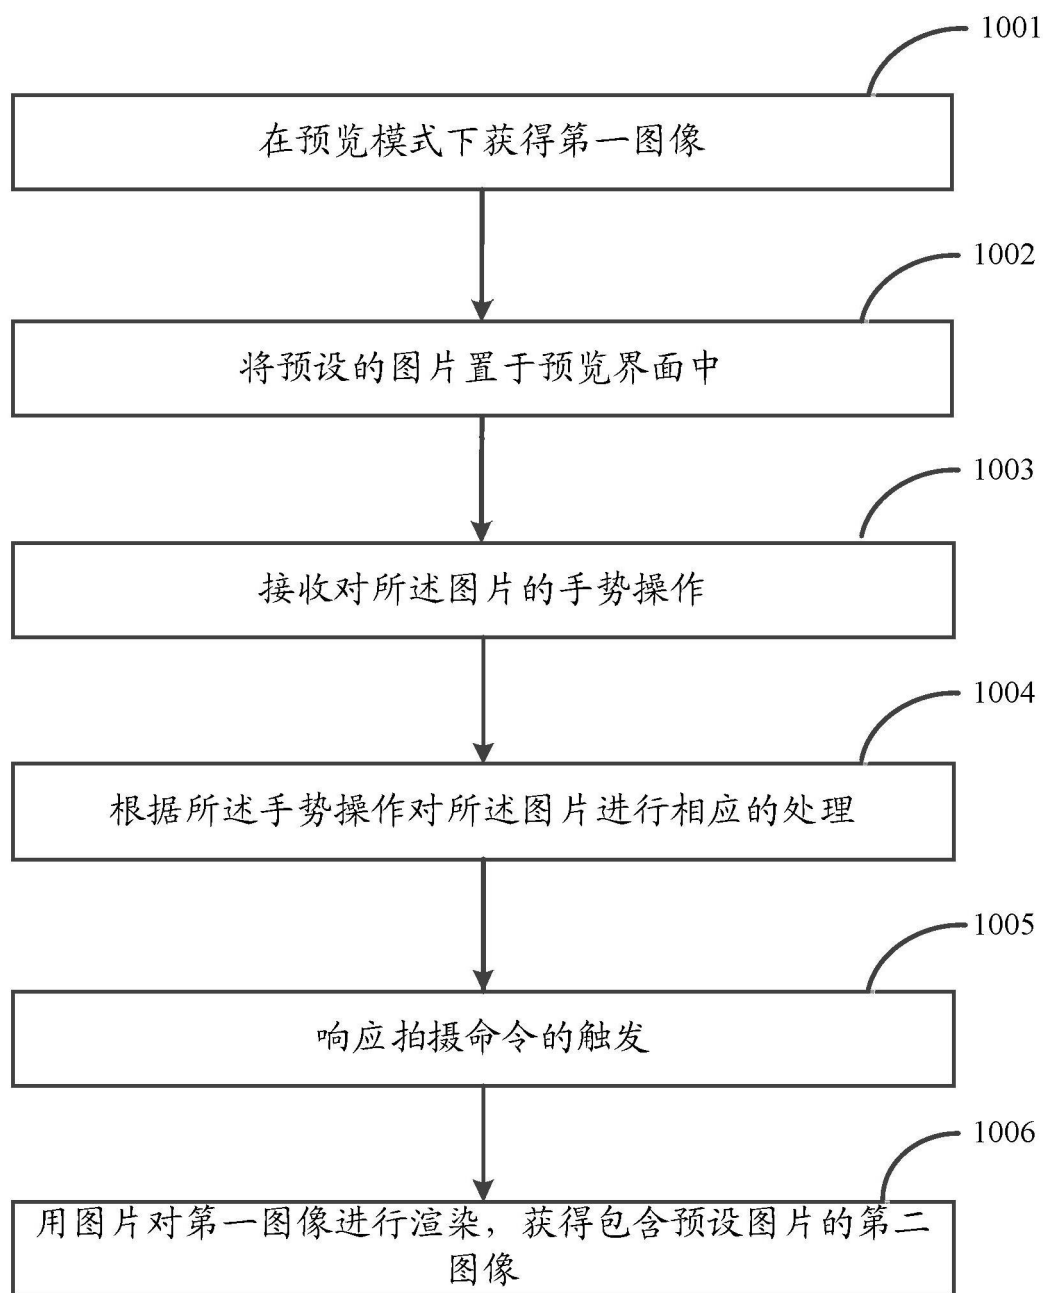 1001
在预览模式下获得第一图像
1002
将预设的图片置于预览界面中
1003
接收对所述图片的手势操作
1004
根据所述手势操作对所述图片进行相应的处理
1005
响应拍摄命令的触发
1006
用图片对第一图像进行渲染，获得包含预设图片的第二
图像